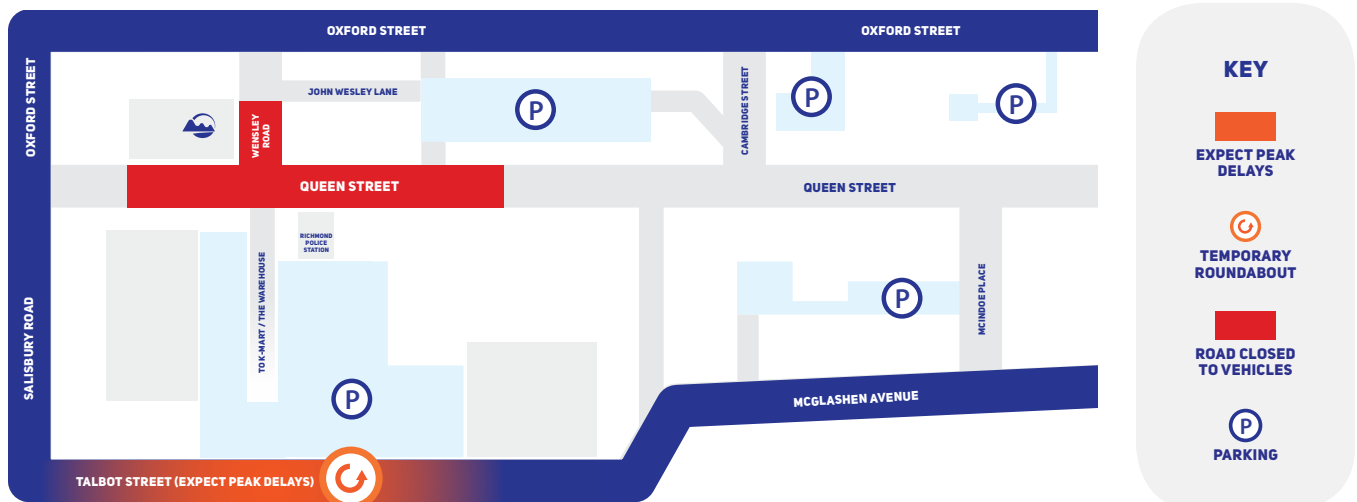 OXFORD STREET
OXFORD STREET
OXFORD STREET
JOHN WESLEY LANE
WENSLEY
ROAD
P
CAMBRIDGE STREET
P
P
QUEEN STREET
QUEEN STREET
RICHMOND
POLICE
STATION
TO K-MART / THE WAREHOUSE
SALISBURY ROAD
P
P
MCINDOE PLACE
MCGLASHEN AVENUE
TALBOT STREET (EXPECT PEAK DELAYS)
KEY
EXPECT PEAK
DELAYS
TEMPORARY
ROUNDABOUT
ROAD CLOSED
TO VEHICLES
P
PARKING